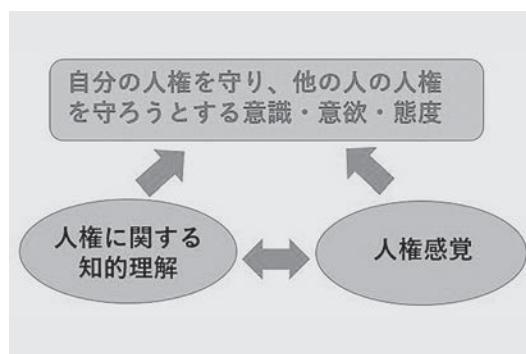 自分の人権を守り、他の人の人権
を守ろうとする意識・意欲・態度
人権に関する
知的理解
人権感覚